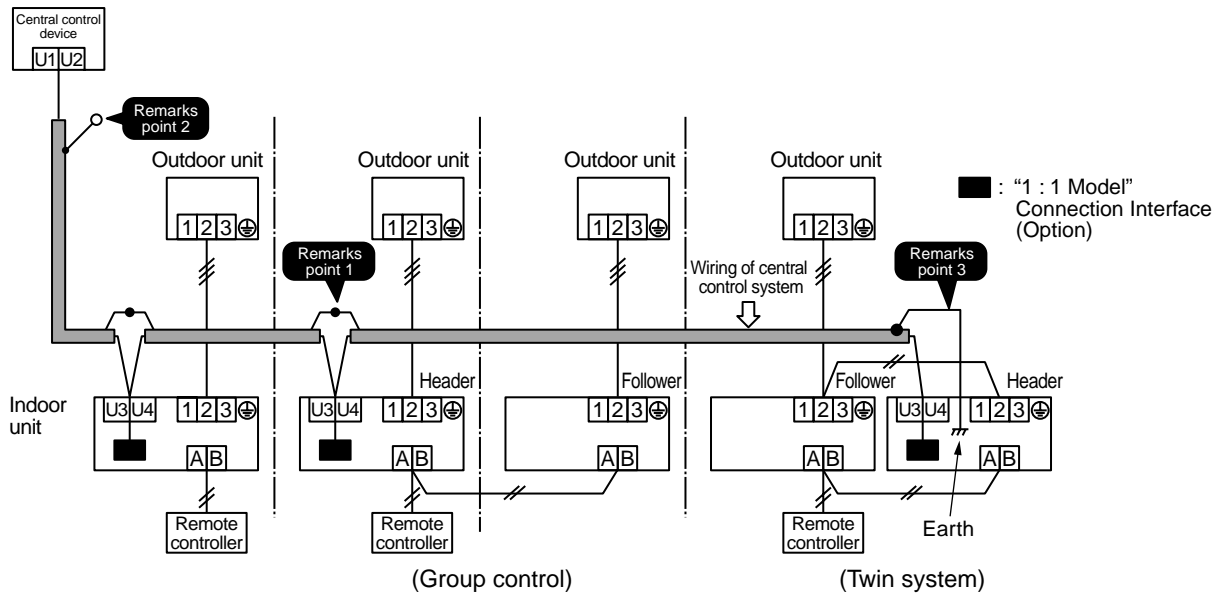 Central control
device
U1 U2
Remarks
point 2
Outdoor unit
Outdoor unit
Outdoor unit
Outdoor unit
1 2 3
1 2 3
1 2 3
1 2 3
: “1 : 1 Model”
Connection Interface
(Option)
Remarks
point 1
Wiring of central
control system
Remarks
point 3
Indoor
unit
Header
Follower
Follower
Header
U3 U4
1 2 3
U3 U4
1 2 3
1 2 3
1 2 3
U3 U4
1 2 3
A B
A B
A B
A B
A B
Remote
controller
Remote
controller
Remote
controller
Earth
(Group control)
(Twin system)